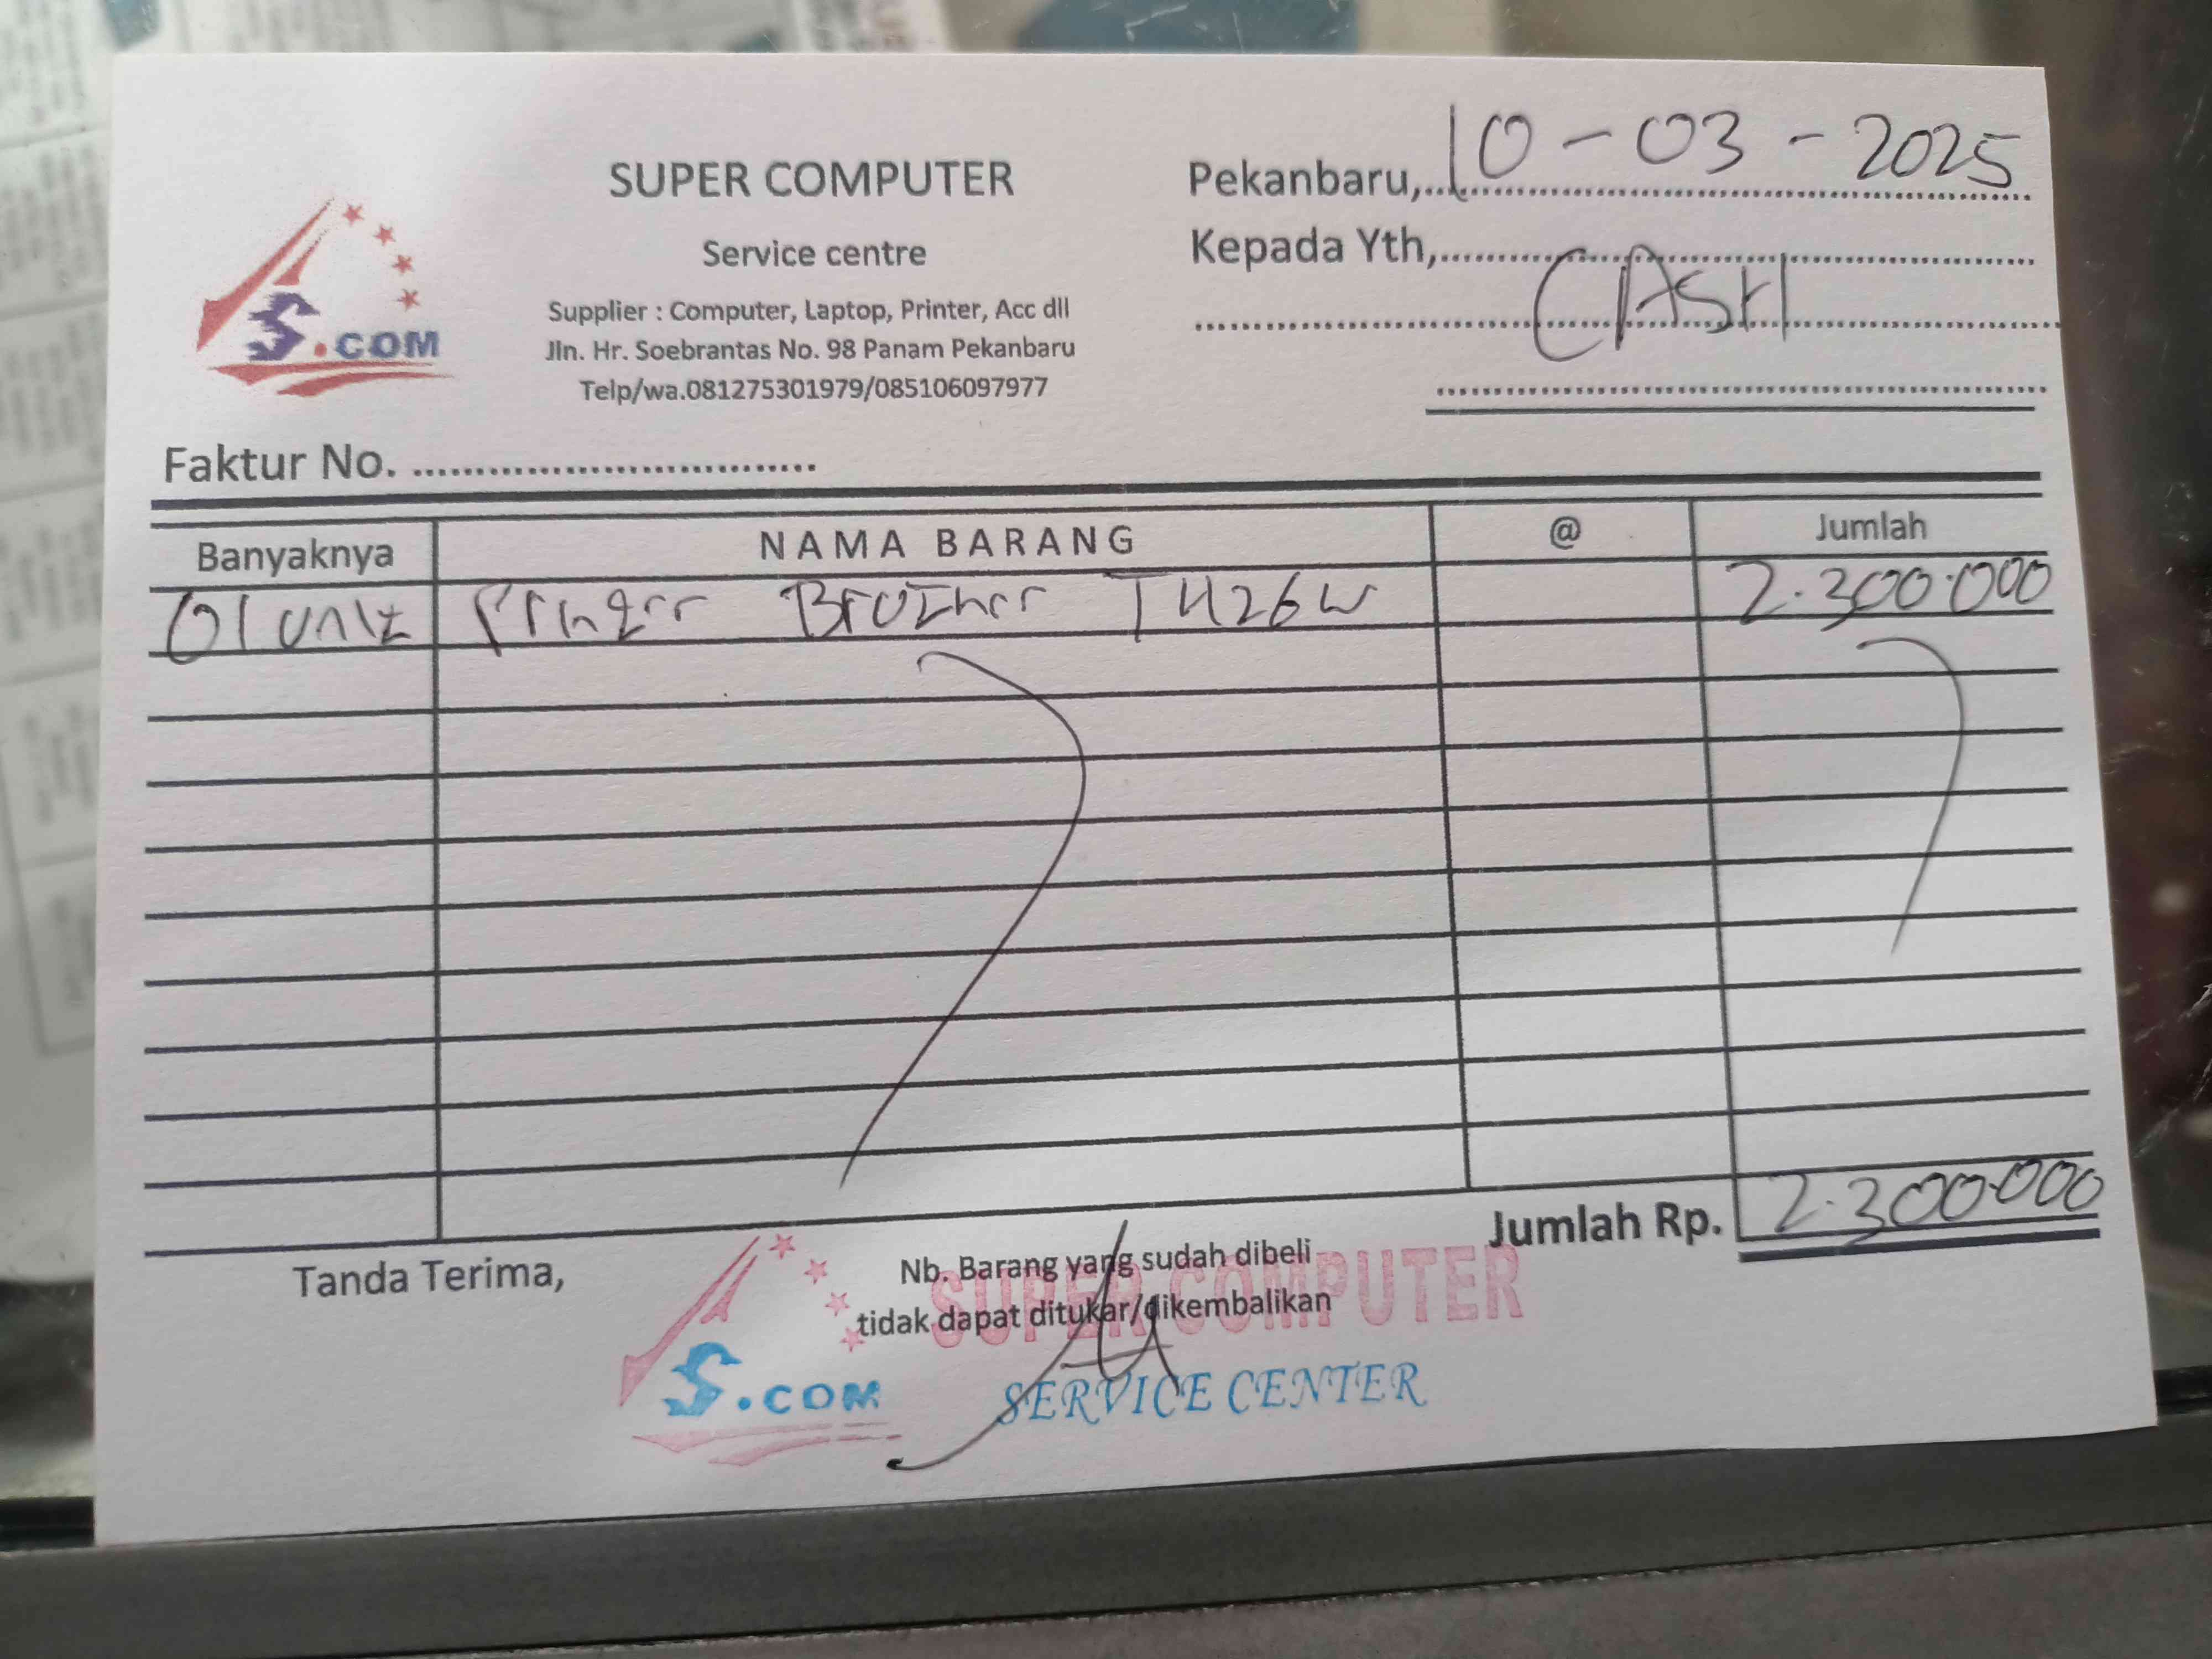 SUPER COMPUTER
Service centre
Supplier : Computer, Laptop, Printer, Acc dll
Jln. Hr. Soebrantas No. 98 Panam Pekanbaru
Telp/wa.081275301979/085106097977
S.COM
Pekanbaru, 10-03-2025
Kepada Yth,
CASH
Faktur No.
Banyaknya NAMA BARANG @ Jumlah
01 unit Printer Brother T426W 2.300.000
Jumlah Rp. 2.300.000
Tanda Terima,
Nb. Barang yang sudah dibeli
tidak dapat ditukar/dikembalikan
SUPER COMPUTER
S.COM
SERVICE CENTER